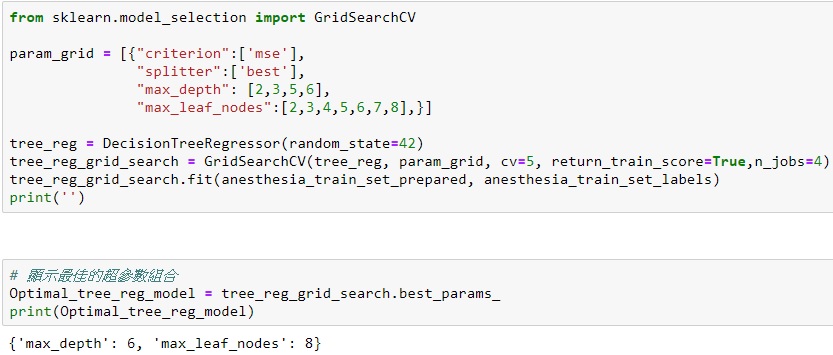 from sklearn.model_selection import GridSearchCV
param_grid = [{"criterion":['mse'],
"splitter":['best'],
"max_depth": [2,3,5,6],
"max_leaf_nodes":[2,3,4,5,6,7,8],}]
tree_reg = DecisionTreeRegressor(random_state=42)
tree_reg_grid_search = GridSearchCV(tree_reg, param_grid, cv=5, return_train_score=True,n_jobs=4)
tree_reg_grid_search.fit(anesthesia_train_set_prepared, anesthesia_train_set_labels)
print('')
# 顯示最佳的超參數組合
Optimal_tree_reg_model = tree_reg_grid_search.best_params_
print(Optimal_tree_reg_model)
{'max_depth': 6, 'max_leaf_nodes': 8}